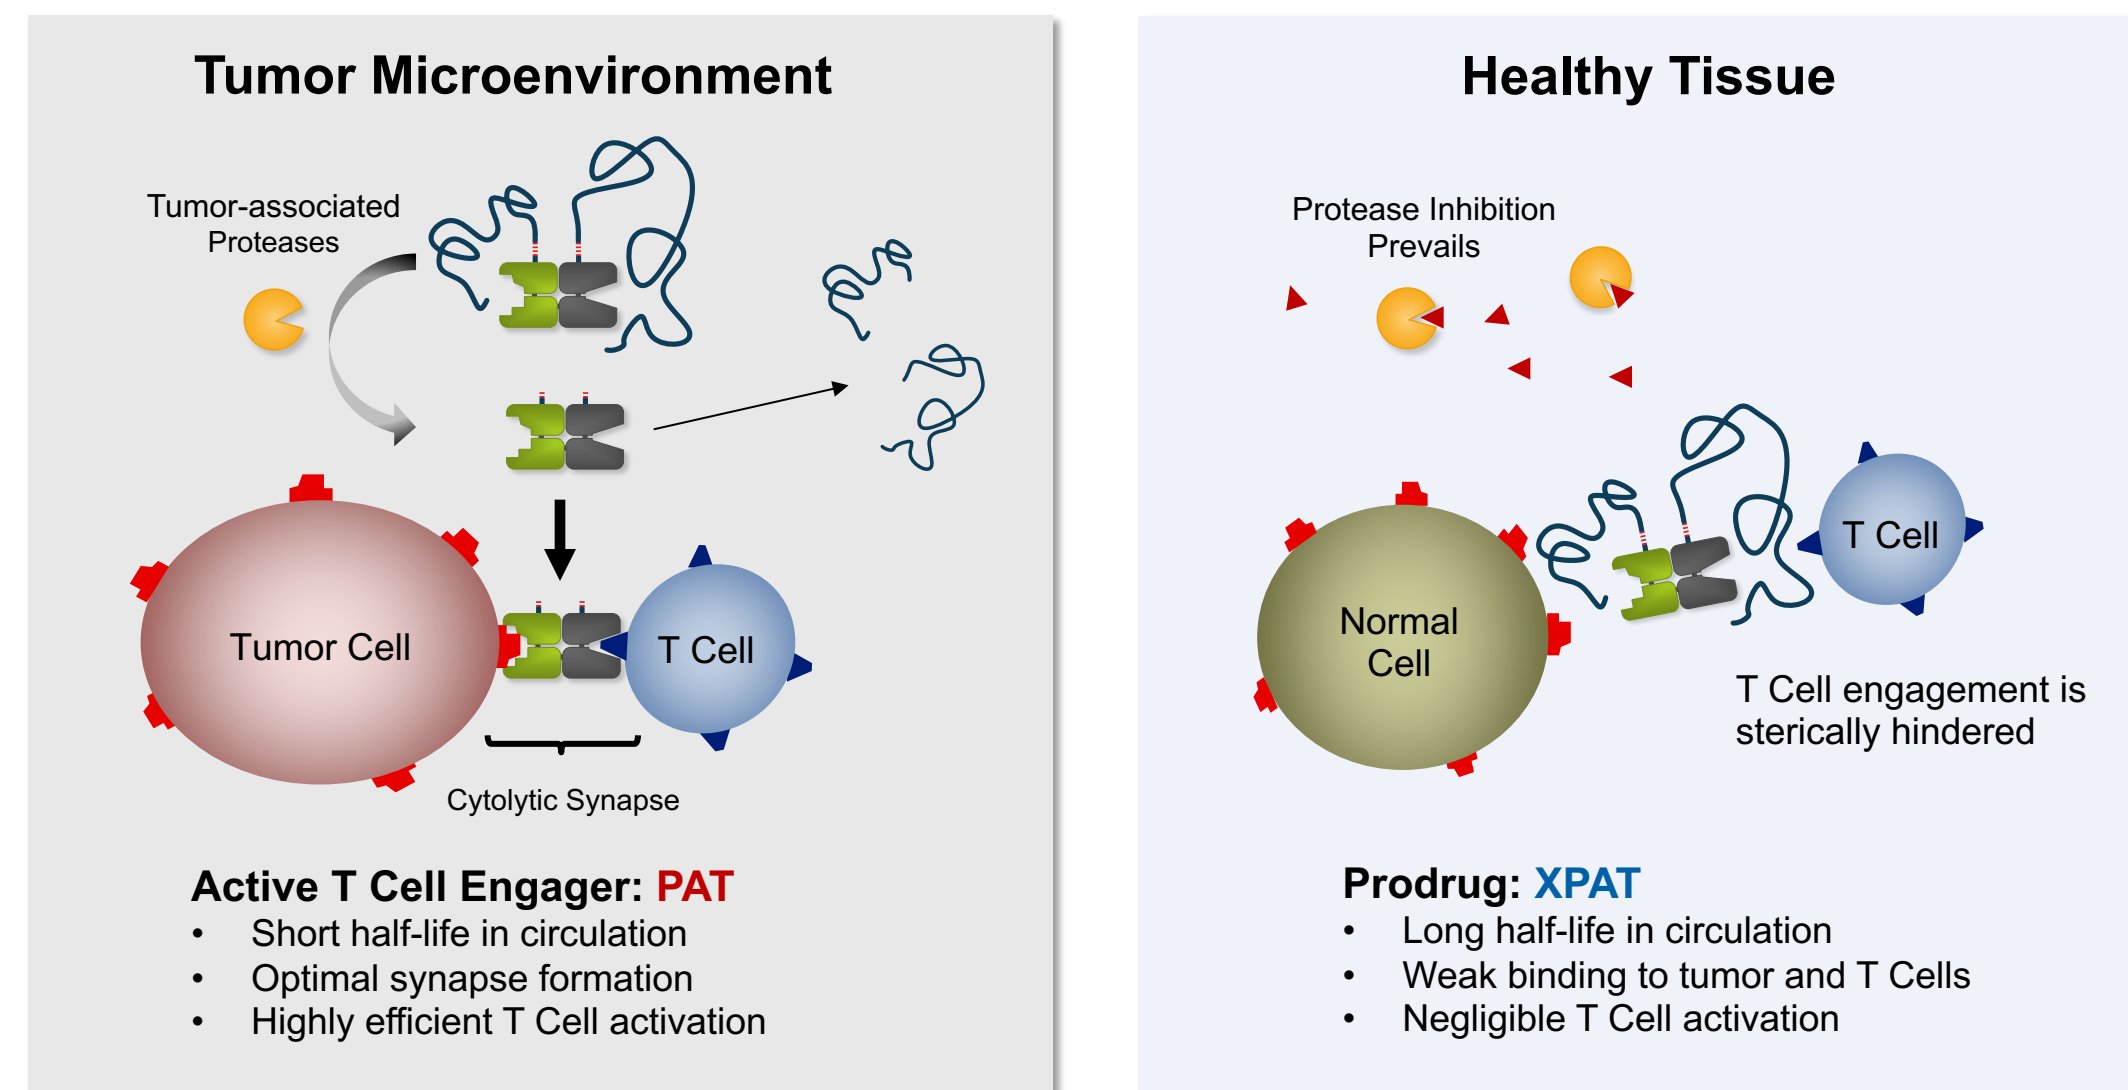 Tumor Microenvironment
Tumor-associated
Proteases
Tumor Cell
T Cell
Cytolytic Synapse
Active T Cell Engager: PAT
• Short half-life in circulation
• Optimal synapse formation
• Highly efficient T Cell activation
Healthy Tissue
Protease Inhibition
Prevails
T Cell
Normal
Cell
T Cell engagement is
sterically hindered
Prodrug: XPAT
• Long half-life in circulation
• Weak binding to tumor and T Cells
• Negligible T Cell activation